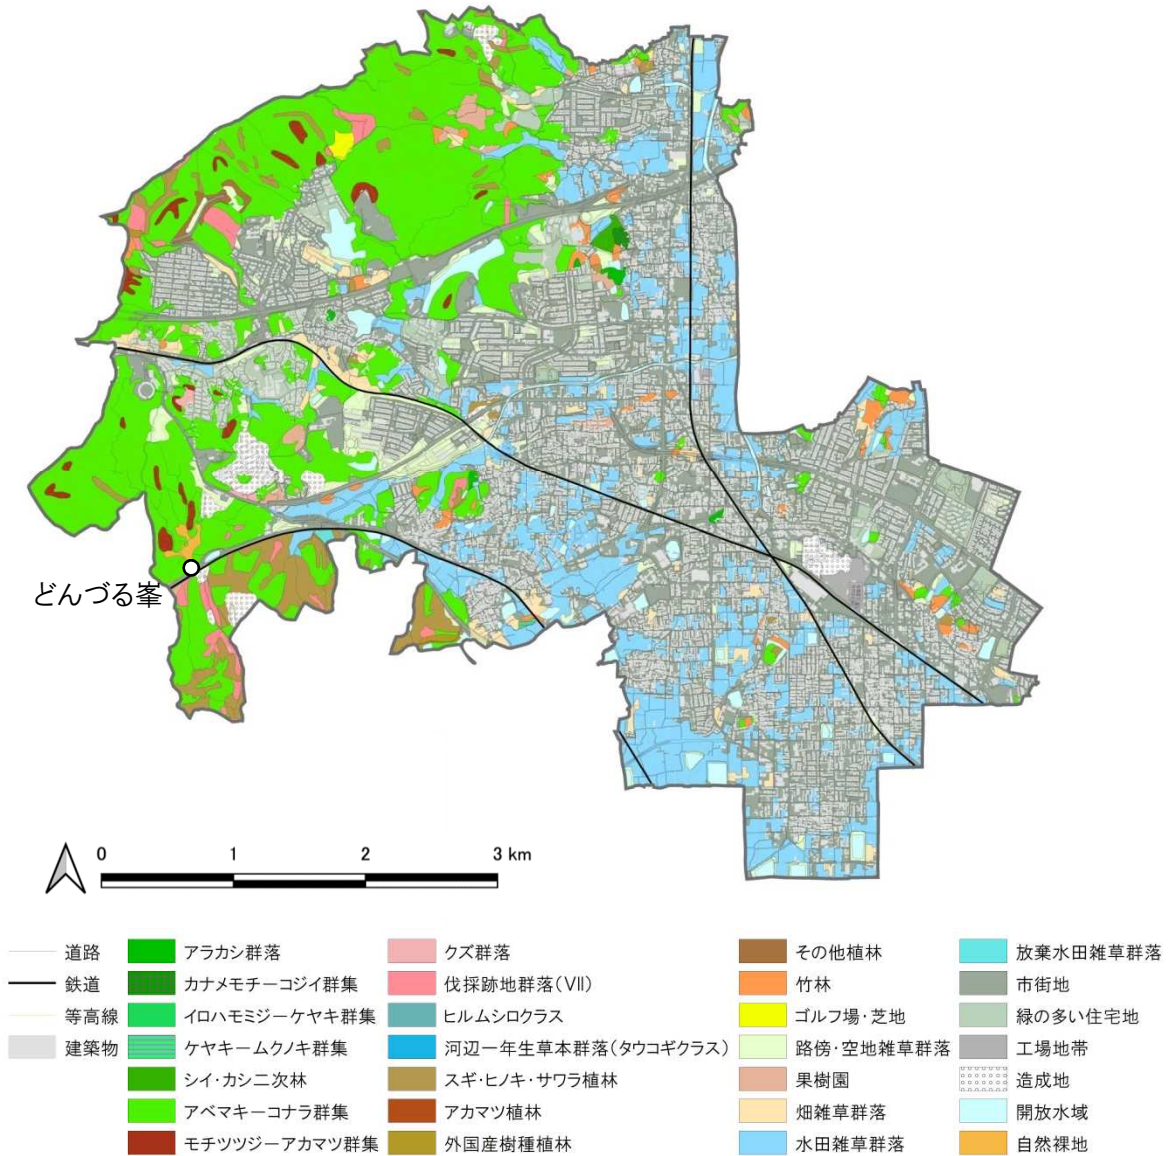 どんづる峯
0 1 2 3 km
道路
鉄道
等高線
建築物
アラカシ群落
カナメモチーコジイ群集
イロハモミジーケヤキ群集
ケヤキームクノキ群集
シイ・カシ二次林
アベマキーコナラ群集
モチツツジーアカマツ群集
クズ群落
伐採跡地群落(Ⅶ)
ヒルムシロクラス
河辺一年生草本群落(タウコギクラス)
スギ・ヒノキ・サワラ植林
アカマツ植林
外国産樹種植林
その他植林
竹林
ゴルフ場・芝地
路傍・空地雑草群落
果樹園
畑雑草群落
水田雑草群落
放棄水田雑草群落
市街地
緑の多い住宅地
工場地帯
造成地
開放水域
自然裸地